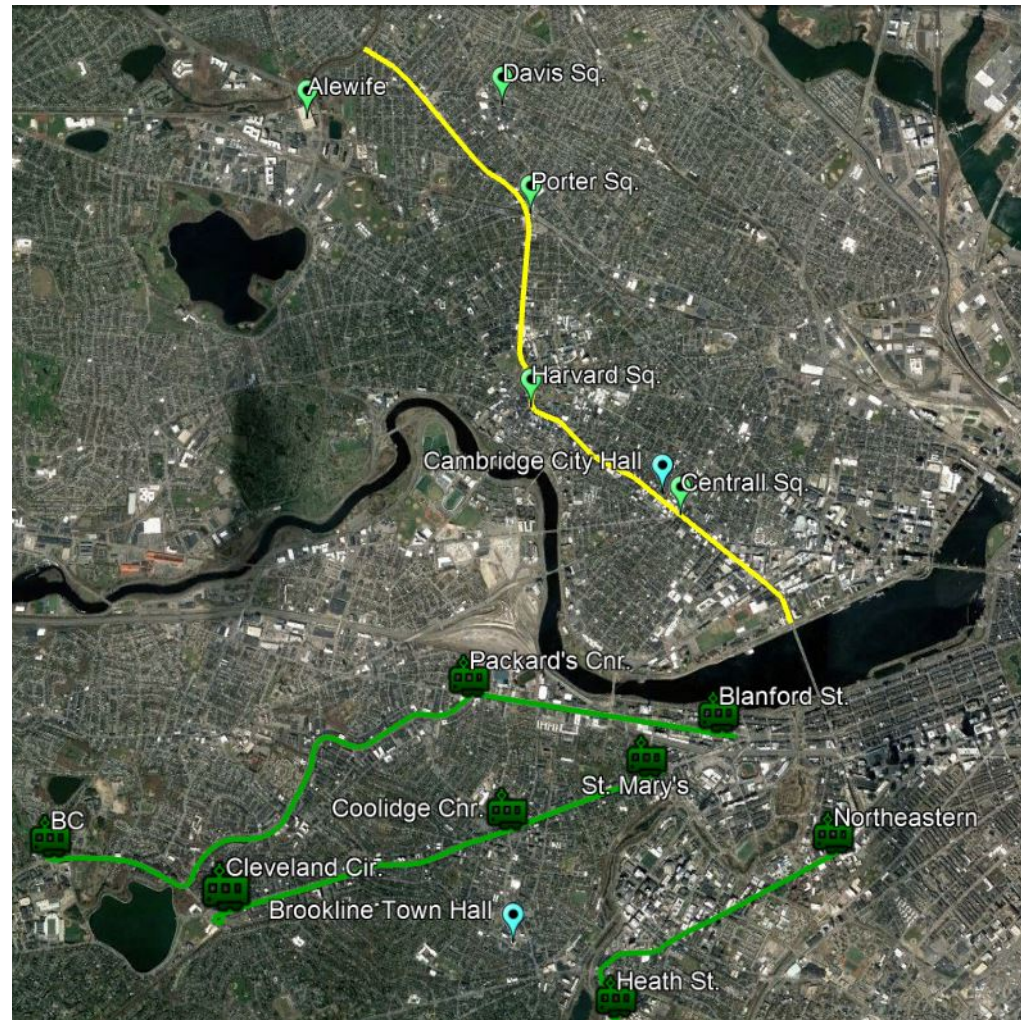 Davis Sq.
Alewife
Porter Sq.
Harvard Sq.
Cambridge City Hall
Centrall Sq.
Packard's Cnr.
Blanford St.
St. Mary's
Coolidge Cnr.
BC
Northeastern
Cleveland Cir.
Brookline Town Hall
Heath St.